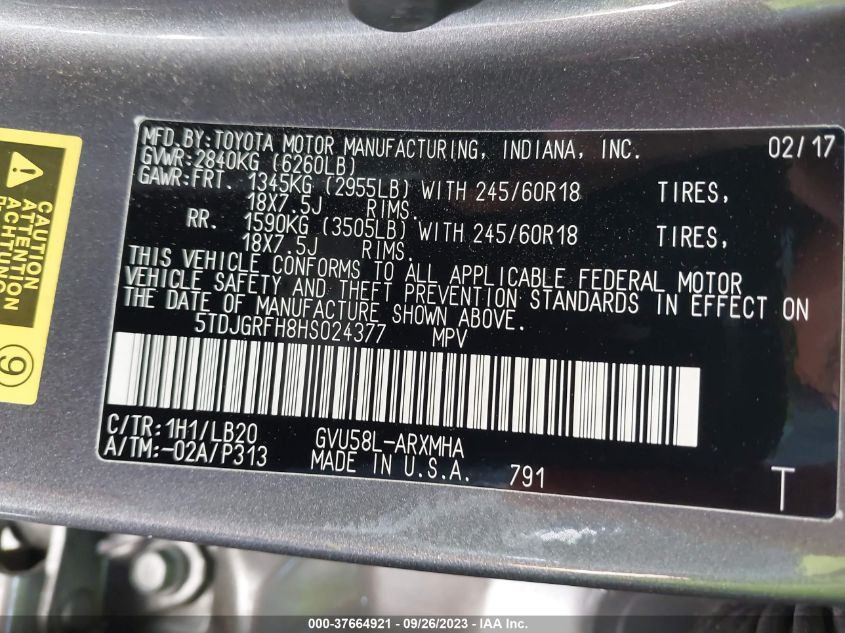 MFD.BY:TOYOTA MOTOR MANUFACTURING, INDIANA, INC. 02/17
GVWR:2840KG (6260LB)
GAWR:FRT. 1345KG (2955LB) WITH 245/60R18 TIRES,
18X7.5J RIMS.
RR. 1590KG (3505LB) WITH 245/60R18 TIRES,
18X7.5J RIMS.
THIS VEHICLE CONFORMS TO ALL APPLICABLE FEDERAL MOTOR
VEHICLE SAFETY AND THEFT PREVENTION STANDARDS IN EFFECT ON
THE DATE OF MANUFACTURE SHOWN ABOVE.
5TDJGRFH8HS024377 MPV
C/TR:1H1/LB20 GVU58L-ARXMHA
A/TM:-02A/P313 MADE IN U.S.A. 791
T
CAUTION
ATTENTION
ACHTUNG
9
000-37664921 - 09/26/2023 - IAA Inc.